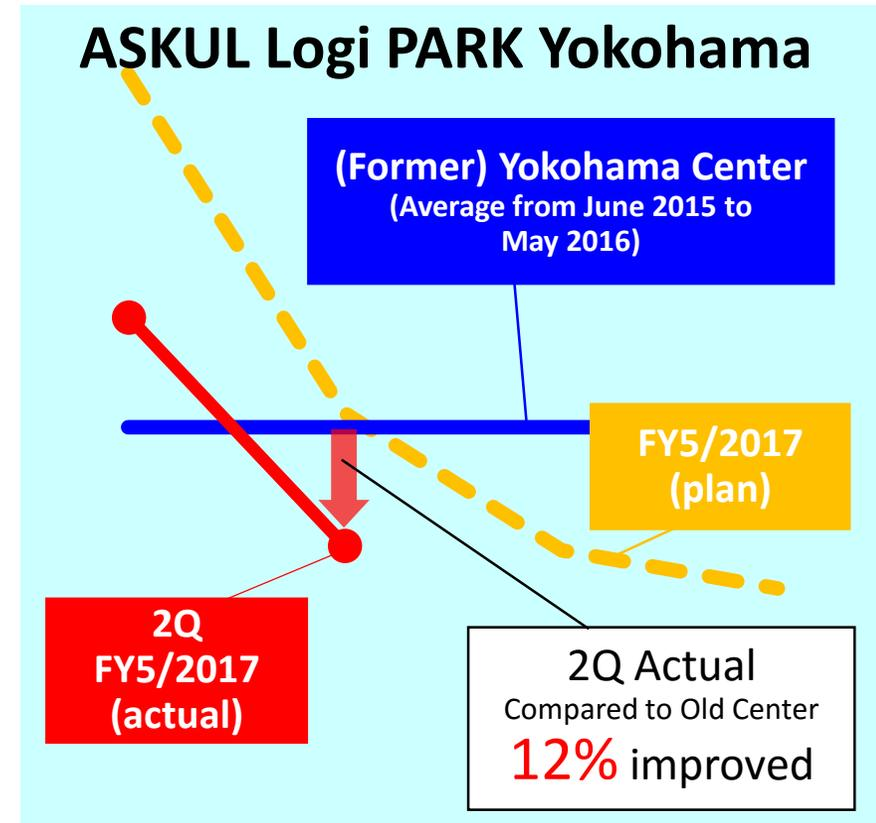 ASKUL Logi PARK Yokohama
(Former) Yokohama Center
(Average from June 2015 to
May 2016)
FY5/2017
(plan)
2Q
FY5/2017
(actual)
2Q Actual
Compared to Old Center
12% improved